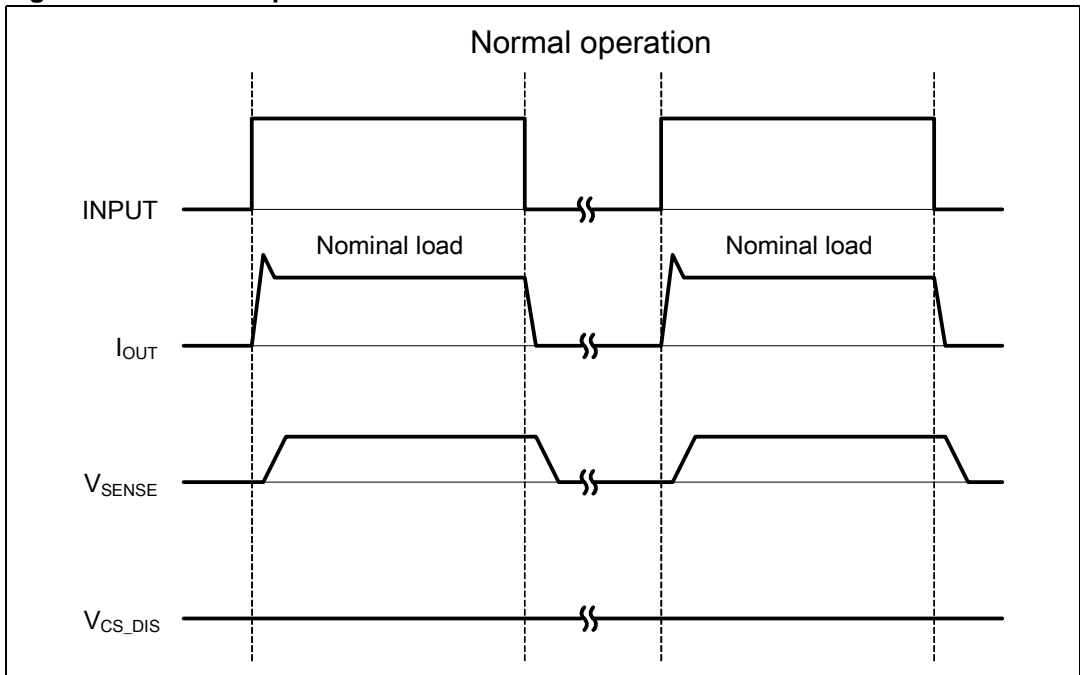 Normal operation
INPUT
Nominal load Nominal load
I_OUT
V_SENSE
V_CS_DIS